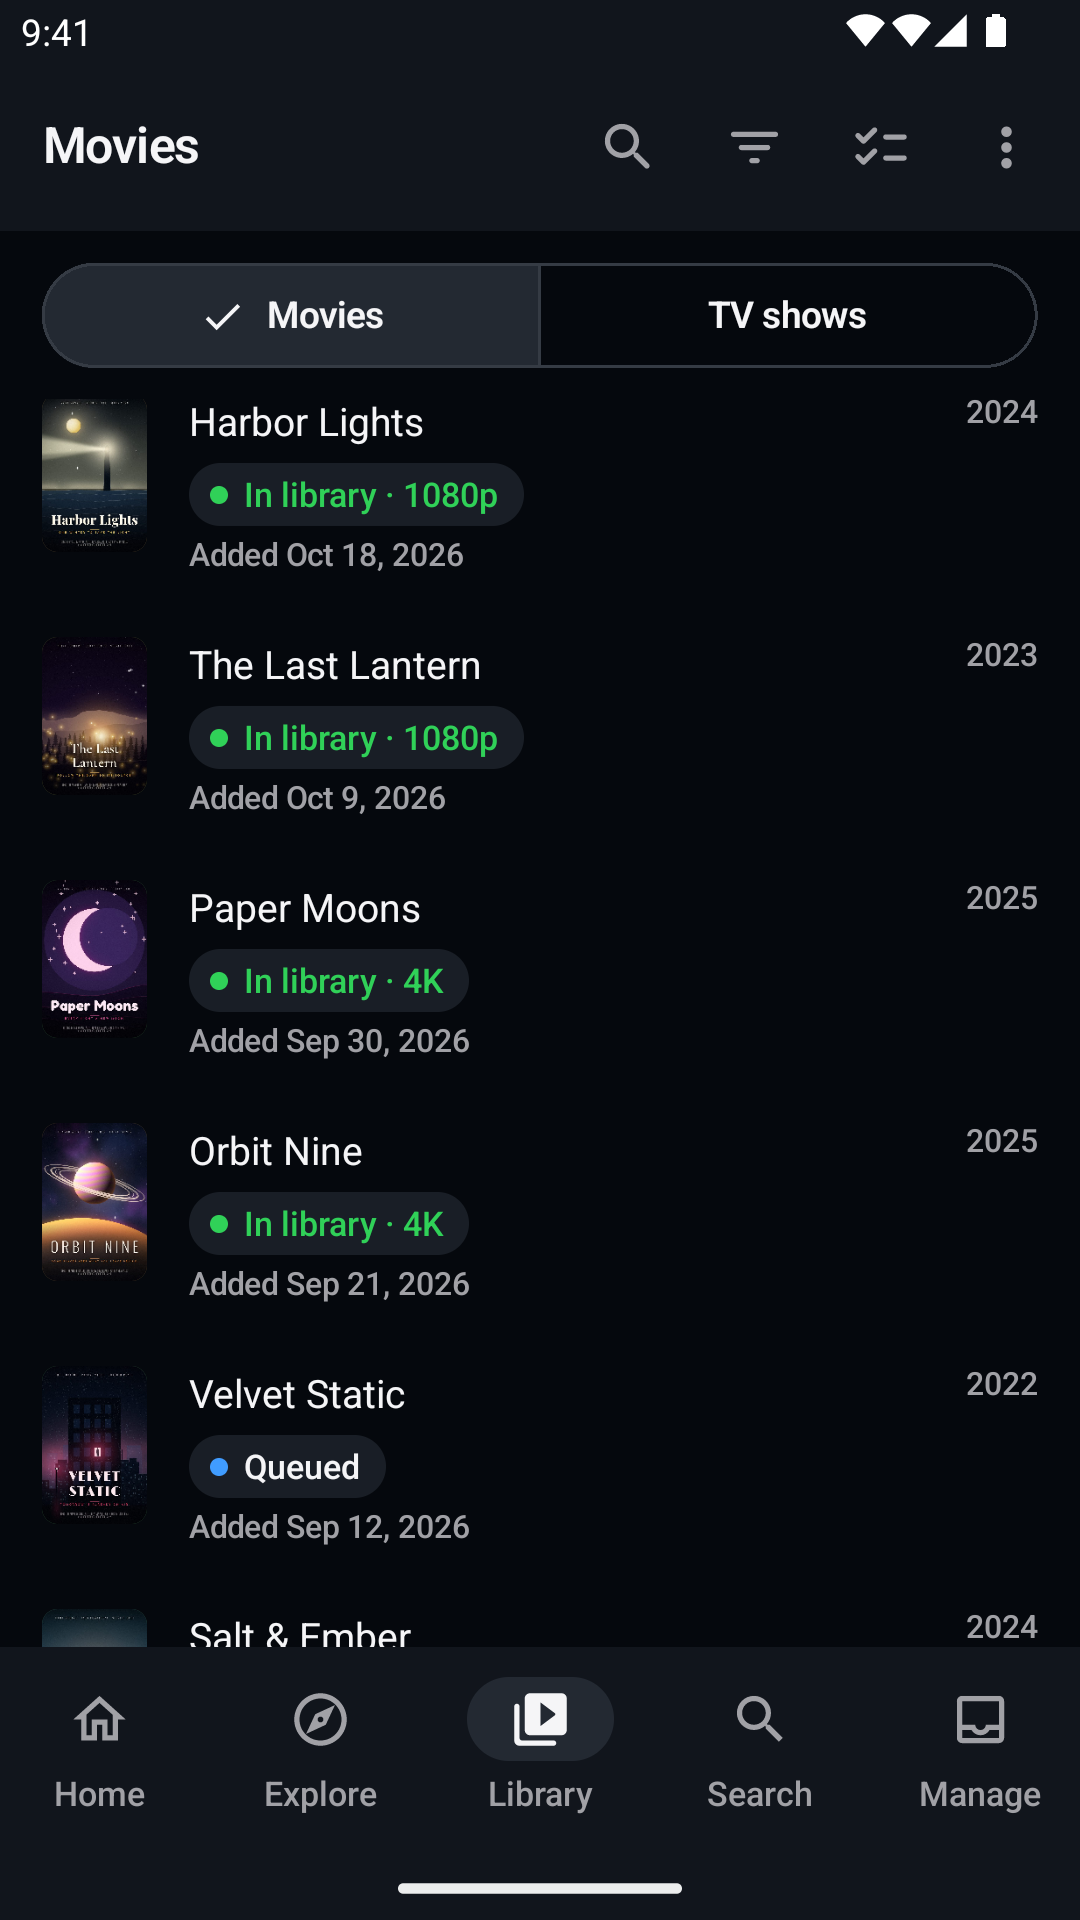 9:41
Movies
Movies
TV shows
Harbor Lights
2024
In library · 1080p
Added Oct 18, 2026
Harbor Lights
The Last Lantern
2023
In library · 1080p
Added Oct 9, 2026
The Last
Lantern
Paper Moons
2025
In library · 4K
Added Sep 30, 2026
Paper Moons
Orbit Nine
2025
In library · 4K
Added Sep 21, 2026
ORBIT NINE
Velvet Static
2022
Queued
Added Sep 12, 2026
VELVET
STATIC
Salt & Ember
2024
Home
Explore
Library
Search
Manage